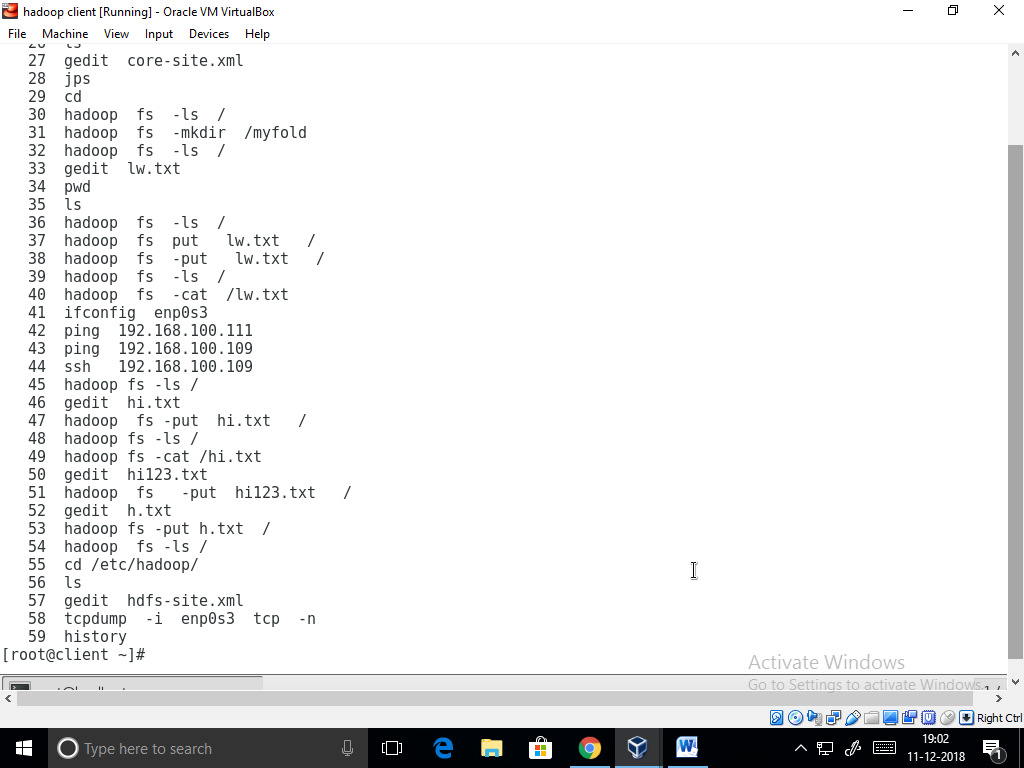 hadoop client [Running] - Oracle VM VirtualBox
File Machine View Input Devices Help
26 ls
27 gedit core-site.xml
28 jps
29 cd
30 hadoop fs -ls /
31 hadoop fs -mkdir /myfold
32 hadoop fs -ls /
33 gedit lw.txt
34 pwd
35 ls
36 hadoop fs -ls /
37 hadoop fs put lw.txt /
38 hadoop fs -put lw.txt /
39 hadoop fs -ls /
40 hadoop fs -cat /lw.txt
41 ifconfig enp0s3
42 ping 192.168.100.111
43 ping 192.168.100.109
44 ssh 192.168.100.109
45 hadoop fs -ls /
46 gedit hi.txt
47 hadoop fs -put hi.txt /
48 hadoop fs -ls /
49 hadoop fs -cat /hi.txt
50 gedit hi123.txt
51 hadoop fs -put hi123.txt /
52 gedit h.txt
53 hadoop fs -put h.txt /
54 hadoop fs -ls /
55 cd /etc/hadoop/
56 ls
57 gedit hdfs-site.xml
58 tcpdump -i enp0s3 tcp -n
59 history
[root@client ~]#
Activate Windows
Go to Settings to activate Windows.
Right Ctrl
Type here to search
19:02
11-12-2018
1